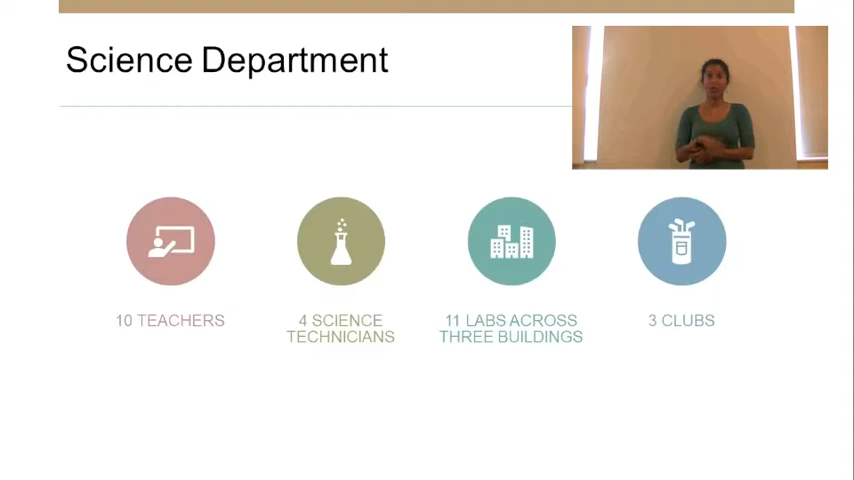 Science Department
10 TEACHERS
4 SCIENCE
TECHNICIANS
11 LABS ACROSS
THREE BUILDINGS
3 CLUBS